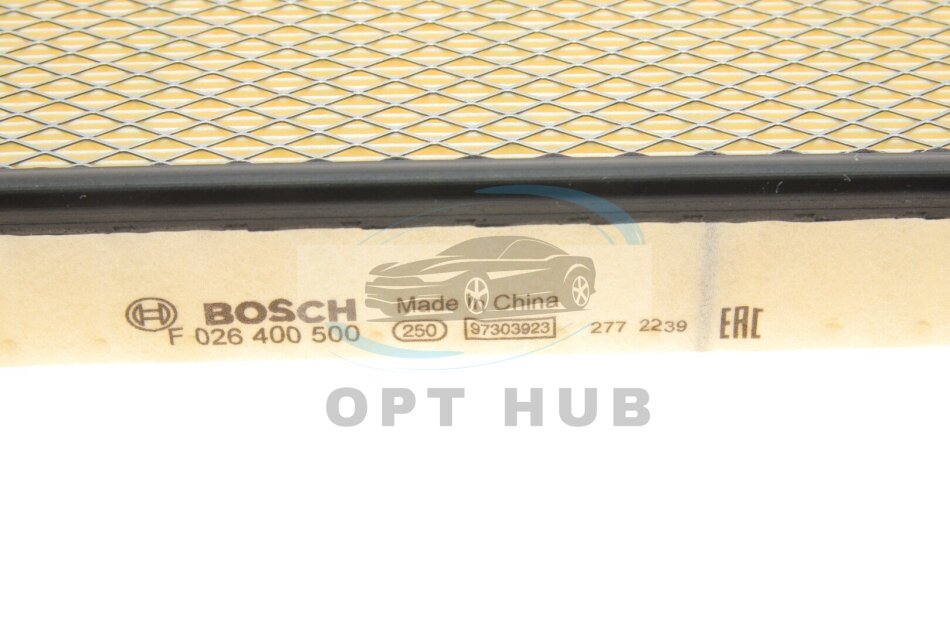 BOSCH Made in China
F 026 400 500 250 97303923 277 2239 EAC
OPT HUB